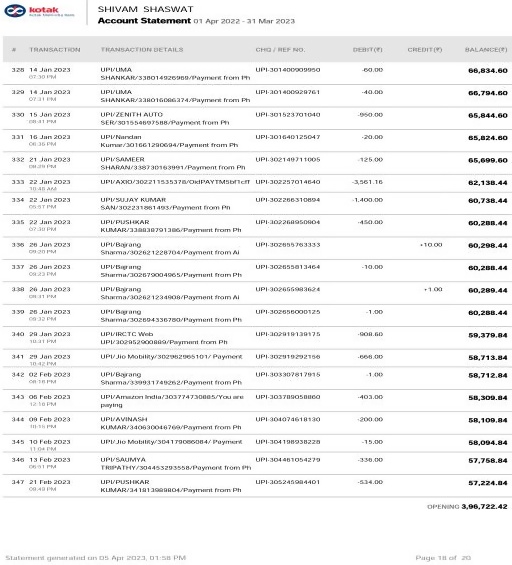 kotak
Kotak Mahindra Bank
SHIVAM SHASWAT
Account Statement 01 Apr 2022 - 31 Mar 2023
# TRANSACTION TRANSACTION DETAILS CHQ / REF NO. DEBIT(₹) CREDIT(₹) BALANCE(₹)
328 14 Jan 2023 UPI/UMA UPI-301400909950 -60.00 66,834.60
07:30 PM SHANKAR/338014926969/Payment from Ph
329 14 Jan 2023 UPI/UMA UPI-301400929761 -40.00 66,794.60
07:31 PM SHANKAR/338016086374/Payment from Ph
330 15 Jan 2023 UPI/ZENITH AUTO UPI-301523701040 -950.00 65,844.60
08:41 PM SER/301554697588/Payment from Ph
331 16 Jan 2023 UPI/Nandan UPI-301640125047 -20.00 65,824.60
06:35 PM Kumar/301661290694/Payment from Ph
332 21 Jan 2023 UPI/SAMEER UPI-302149711005 -125.00 65,699.60
08:29 PM SHARAN/338730163991/Payment from Ph
333 22 Jan 2023 UPI/AXIO/302211535378/OidPAYTM5bf1cff UPI-302257014640 -3,561.16 62,138.44
10:48 AM
334 22 Jan 2023 UPI/SUJAY KUMAR UPI-302266310894 -1,400.00 60,738.44
05:57 PM SAN/302231861493/Payment from Ph
335 22 Jan 2023 UPI/PUSHKAR UPI-302268950904 -450.00 60,288.44
07:30 PM KUMAR/338838791386/Payment from Ph
336 26 Jan 2023 UPI/Bajrang UPI-302655763333 +10.00 60,298.44
09:20 PM Sharma/302621228704/Payment from Ai
337 26 Jan 2023 UPI/Bajrang UPI-302655813464 -10.00 60,288.44
09:23 PM Sharma/302679004965/Payment from Ph
338 26 Jan 2023 UPI/Bajrang UPI-302655983624 +1.00 60,289.44
09:31 PM Sharma/302621234908/Payment from Ai
339 26 Jan 2023 UPI/Bajrang UPI-302656000125 -1.00 60,288.44
09:32 PM Sharma/302694336780/Payment from Ph
340 29 Jan 2023 UPI/IRCTC Web UPI-302919139175 -908.60 59,379.84
10:31 PM UPI/302952900889/Payment from Ph
341 29 Jan 2023 UPI/Jio Mobility/302962965101/ Payment UPI-302919292156 -666.00 58,713.84
10:42 PM
342 02 Feb 2023 UPI/Bajrang UPI-303307817915 -1.00 58,712.84
08:18 PM Sharma/339931749262/Payment from Ph
343 06 Feb 2023 UPI/Amazon India/303774730885/You are UPI-303789058860 -403.00 58,309.84
12:18 PM paying
344 09 Feb 2023 UPI/AVINASH UPI-304074618130 -200.00 58,109.84
10:15 PM KUMAR/340630046769/Payment from Ph
345 10 Feb 2023 UPI/Jio Mobility/304179086084/ Payment UPI-304198938228 -15.00 58,094.84
11:04 PM
346 13 Feb 2023 UPI/SAUMYA UPI-304461054279 -336.00 57,758.84
06:51 PM TRIPATHY/304453293558/Payment from Ph
347 21 Feb 2023 UPI/PUSHKAR UPI-305245984401 -534.00 57,224.84
08:43 PM KUMAR/341813989804/Payment from Ph
OPENING 3,96,722.42
Statement generated on 05 Apr 2023, 01:58 PM Page 18 of 20